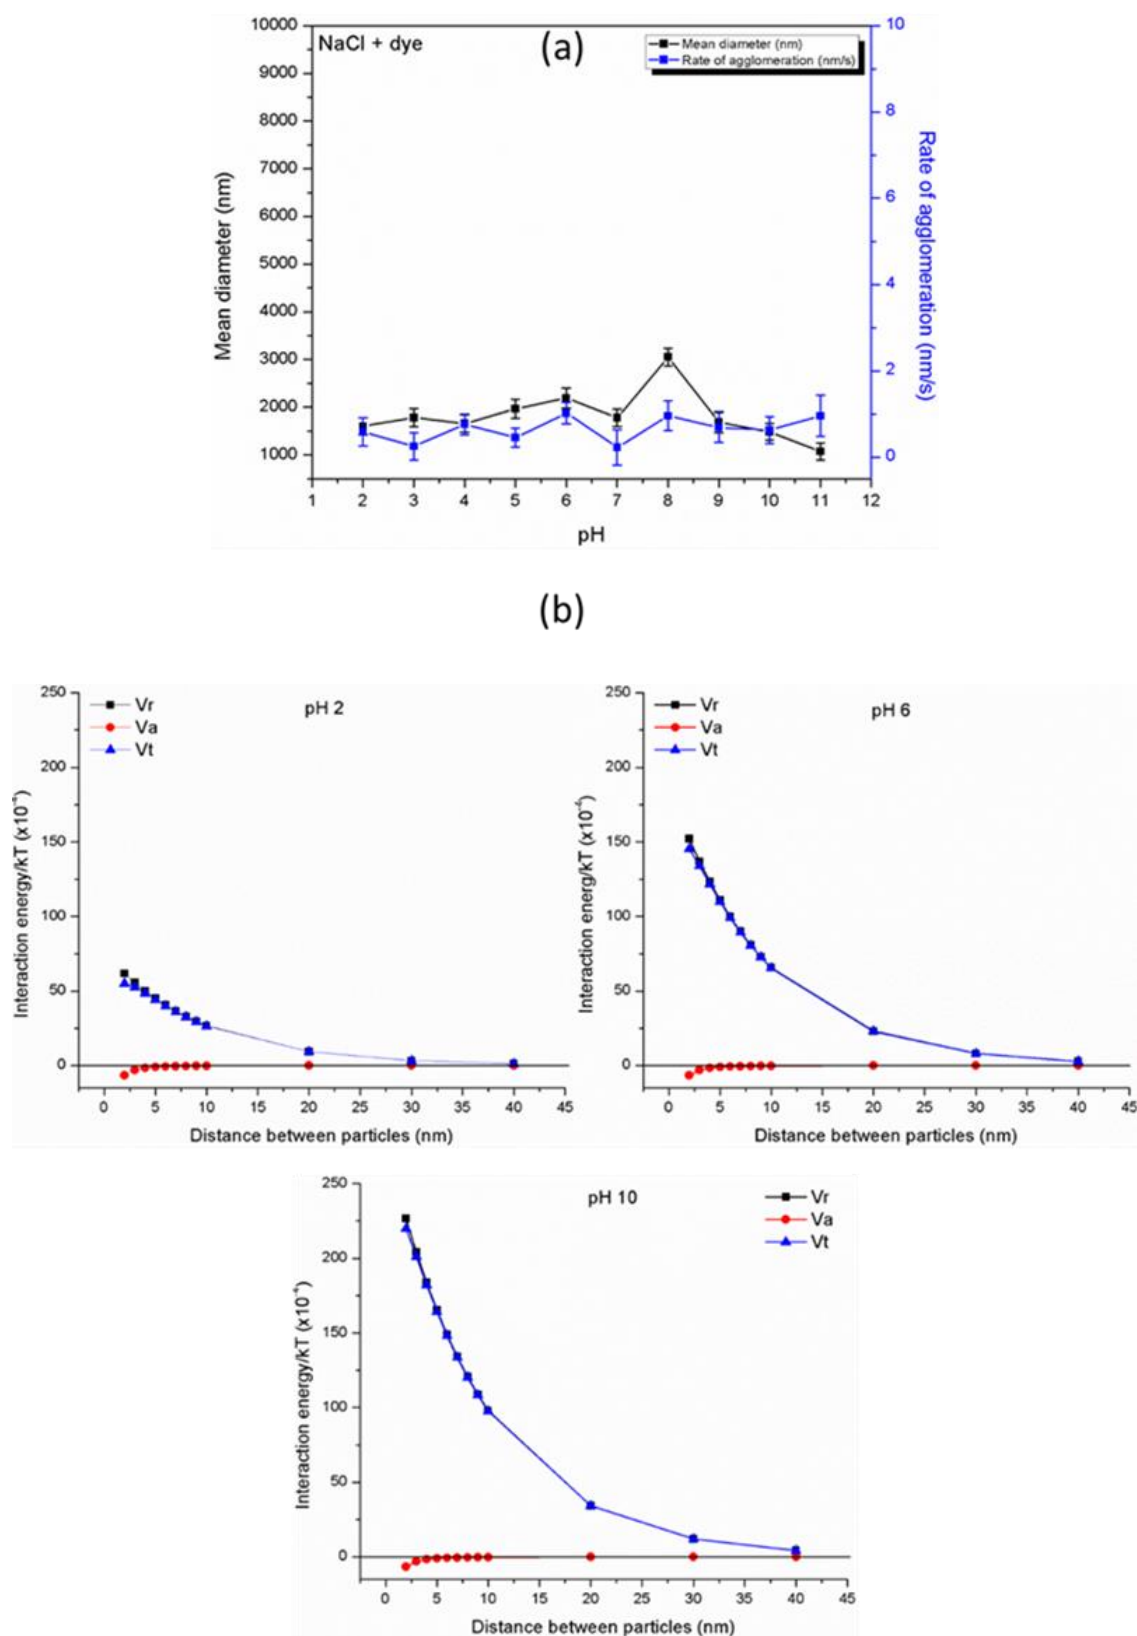 (a)
NaCl + dye
Mean diameter (nm)
Rate of agglomeration (nm/s)
10000
9000
8000
7000
6000
5000
4000
3000
2000
1000
Mean diameter (nm)
10
8
6
4
2
0
Rate of agglomeration (nm/s)
1 2 3 4 5 6 7 8 9 10 11 12
pH
(b)
pH 2
Vr
Va
Vt
250
200
150
100
50
0
Interaction energy/kT (x10⁻⁴)
0 5 10 15 20 25 30 35 40 45
Distance between particles (nm)
pH 6
Vr
Va
Vt
250
200
150
100
50
0
Interaction energ/kT (x10⁻⁴)
0 5 10 15 20 25 30 35 40 45
Distance between particles (nm)
pH 10
Vr
Va
Vt
250
200
150
100
50
0
Interaction energy/kT (x10⁻⁴)
0 5 10 15 20 25 30 35 40 45
Distance between particles (nm)